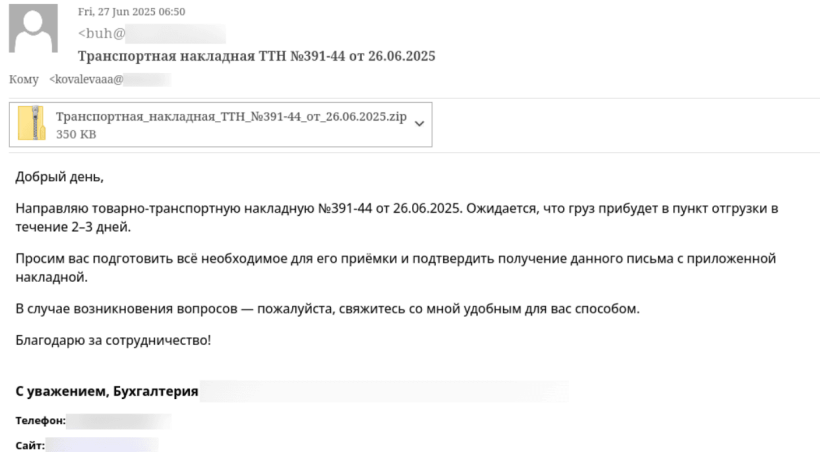 Fri, 27 Jun 2025 06:50
<buh@
Транспортная накладная ТТН №391-44 от 26.06.2025
Кому <kovalevaaa@
Транспортная_накладная_ТТН_№391-44_от_26.06.2025.zip
350 KB
Добрый день,
Направляю товарно-транспортную накладную №391-44 от 26.06.2025. Ожидается, что груз прибудет в пункт отгрузки в
течение 2–3 дней.
Просим вас подготовить всё необходимое для его приёмки и подтвердить получение данного письма с приложенной
накладной.
В случае возникновения вопросов — пожалуйста, свяжитесь со мной удобным для вас способом.
Благодарю за сотрудничество!
С уважением, Бухгалтерия
Телефон:
Сайт: